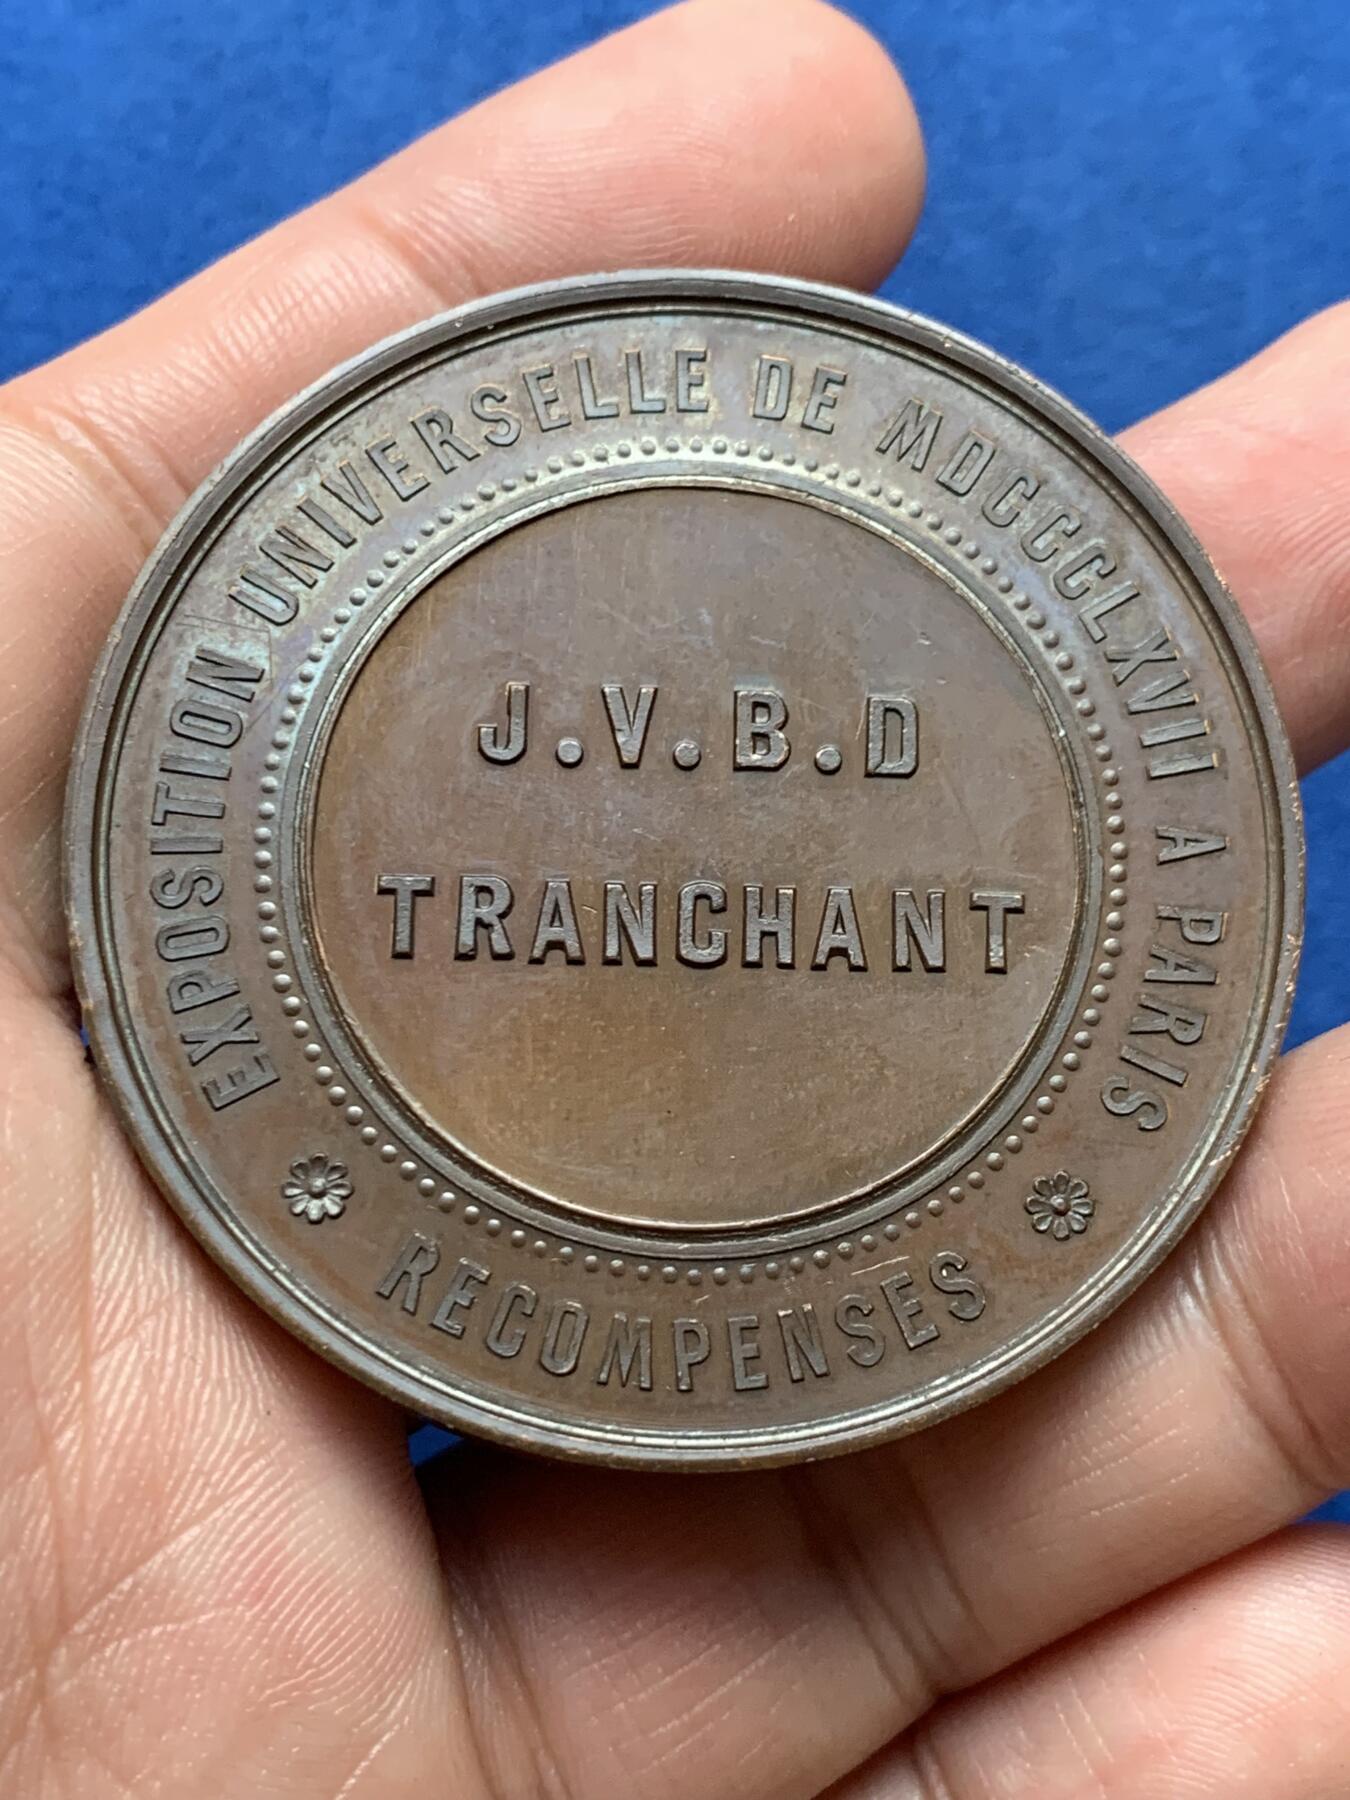 EXPOSITION UNIVERSELLE DE MDCCCLXVII A PARIS
J.V.B.D
TRANCHANT
RECOMPENSES